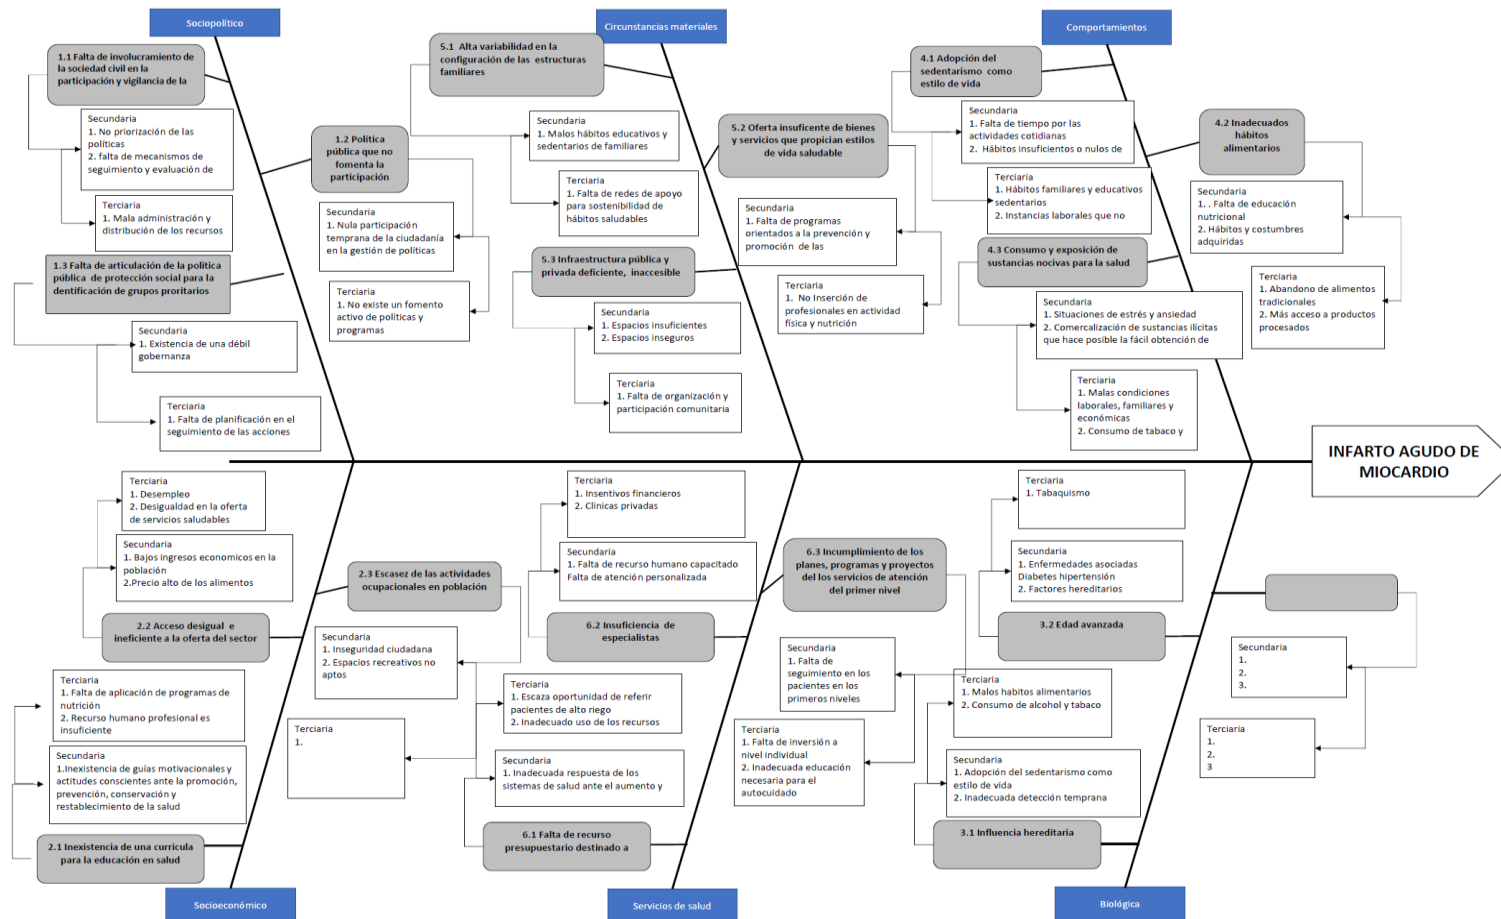 Sociopolítico
1.1 Falta de involucramiento de
la sociedad civil en la
participación y vigilancia de la
Secundaria
1. No priorización de las
políticas
2. falta de mecanismos de
seguimiento y evaluación de
Terciaria
1. Mala administración y
distribución de los recursos
1.2 Política
pública que no
fomenta la
participación
Secundaria
1. Nula participación
temprana de la ciudadanía
en la gestión de políticas
Terciaria
1. No existe un fomento
activo de políticas y
programas
1.3 Falta de articulación de la politica
pública de protección social para la
dentificación de grupos proritarios
Secundaria
1. Existencia de una débil
gobernanza
Terciaria
1. Falta de planificación en el
seguimiento de las acciones
Circunstancias materiales
5.1 Alta variabilidad en la
configuración de las estructuras
familiares
Secundaria
1. Malos hábitos educativos y
sedentarios de familiares
Terciaria
1. Falta de redes de apoyo
para sostenibilidad de
hábitos saludables
5.2 Oferta insuficente de bienes
y servicios que propician estilos
de vida saludable
Secundaria
1. Falta de programas
orientados a la prevención y
promoción de las
Terciaria
1. No Inserción de
profesionales en actividad
física y nutrición
5.3 Infraestructura pública y
privada deficiente, inaccesible
Secundaria
1. Espacios insuficientes
2. Espacios inseguros
Terciaria
1. Falta de organización y
participación comunitaria
Comportamientos
4.1 Adopción del
sedentarismo como
estilo de vida
Secundaria
1. Falta de tiempo por las
actividades cotidianas
2. Hábitos insuficientos o nulos de
Terciaria
1. Hábitos familiares y educativos
sedentarios
2. Instancias laborales que no
4.2 Inadecuados
hábitos
alimentarios
Secundaria
1. . Falta de educación
nutricional
2. Hábitos y costumbres
adquiridas
Terciaria
1. Abandono de alimentos
tradicionales
2. Más acceso a productos
procesados
4.3 Consumo y exposición de
sustancias nocivas para la salud
Secundaria
1. Situaciones de estrés y ansiedad
2. Comercalización de sustancias ilícitas
que hace posible la fácil obtención de
Terciaria
1. Malas condiciones
laborales, familiares y
económicas
2. Consumo de tabaco y
INFARTO AGUDO DE
MIOCARDIO
Terciaria
1. Desempleo
2. Desigualdad en la oferta
de servicios saludables
Secundaria
1. Bajos ingresos economicos en la
población
2.Precio alto de los alimentos
2.2 Acceso desigual e
ineficiente a la oferta del sector
Terciaria
1. Falta de aplicación de programas de
nutrición
2. Recurso humano profesional es
insuficiente
Secundaria
1.Inexistencia de guías motivacionales y
actitudes conscientes ante la promoción,
prevención, conservación y
restablecimiento de la salud
2.1 Inexistencia de una curricula
para la educación en salud
2.3 Escasez de las actividades
ocupacionales en población
Secundaria
1. Inseguridad ciudadana
2. Espacios recreativos no
aptos
Terciaria
1.
Socioeconómico
Terciaria
1. Insentivos financieros
2. Clinicas privadas
Secundaria
1. Falta de recurso humano capacitado
Falta de atención personalizada
6.2 Insuficiencia de
especialistas
Terciaria
1. Escaza oportunidad de referir
pacientes de alto riego
2. Inadecuado uso de los recursos
Secundaria
1. Inadecuada respuesta de los
sistemas de salud ante el aumento y
6.1 Falta de recurso
presupuestario destinado a
6.3 Incumplimiento de los
planes, programas y proyectos
del los servicios de atención
del primer nivel
Secundaria
1. Falta de
seguimiento en los
pacientes en los
primeros niveles
Terciaria
1. Falta de inversión a
nivel individual
2. Inadecuada educación
necesaria para el
autocuidado
Servicios de salud
Terciaria
1. Tabaquismo
Secundaria
1. Enfermedades asociadas
Diabetes hipertensión
2. Factores hereditarios
3.2 Edad avanzada
Terciaria
1. Malos habitos alimentarios
2. Consumo de alcohol y tabaco
Secundaria
1. Adopción del sedentarismo como
estilo de vida
2. Inadecuada detección temprana
3.1 Influencia hereditaria
Secundaria
1.
2.
3.
Terciaria
1.
2.
3
Biológica